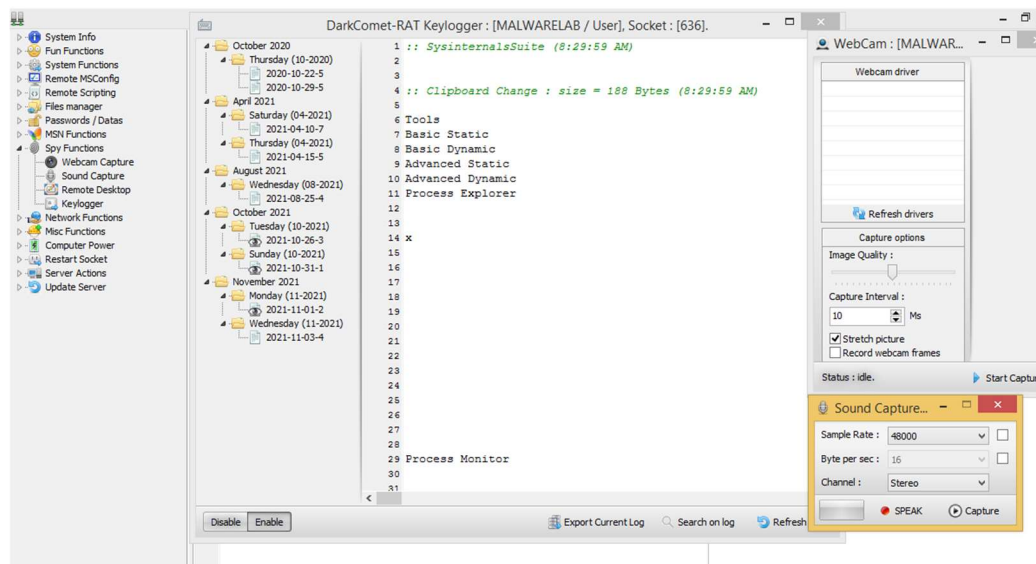 System Info
Fun Functions
System Functions
Remote MSConfig
Remote Scripting
Files manager
Passwords / Datas
MSN Functions
Spy Functions
Webcam Capture
Sound Capture
Remote Desktop
Keylogger
Network Functions
Misc Functions
Computer Power
Restart Socket
Server Actions
Update Server
DarkComet-RAT Keylogger : [MALWARELAB / User], Socket : [636].
October 2020
Thursday (10-2020)
2020-10-22-5
2020-10-29-5
April 2021
Saturday (04-2021)
2021-04-10-7
Thursday (04-2021)
2021-04-15-5
August 2021
Wednesday (08-2021)
2021-08-25-4
October 2021
Tuesday (10-2021)
2021-10-26-3
Sunday (10-2021)
2021-10-31-1
November 2021
Monday (11-2021)
2021-11-01-2
Wednesday (11-2021)
2021-11-03-4
1 :: SysinternalsSuite (8:29:59 AM)
2
3
4 :: Clipboard Change : size = 188 Bytes (8:29:59 AM)
5
6 Tools
7 Basic Static
8 Basic Dynamic
9 Advanced Static
10 Advanced Dynamic
11 Process Explorer
12
13
14 x
15
16
17
18
19
20
21
22
23
24
25
26
27
28
29 Process Monitor
30
31
Disable Enable
Export Current Log Search on log Refresh
WebCam : [MALWAR...
Webcam driver
Refresh drivers
Capture options
Image Quality :
Capture Interval :
10 Ms
Stretch picture
Record webcam frames
Status : idle. Start Captur
Sound Capture...
Sample Rate : 48000
Byte per sec : 16
Channel : Stereo
SPEAK Capture